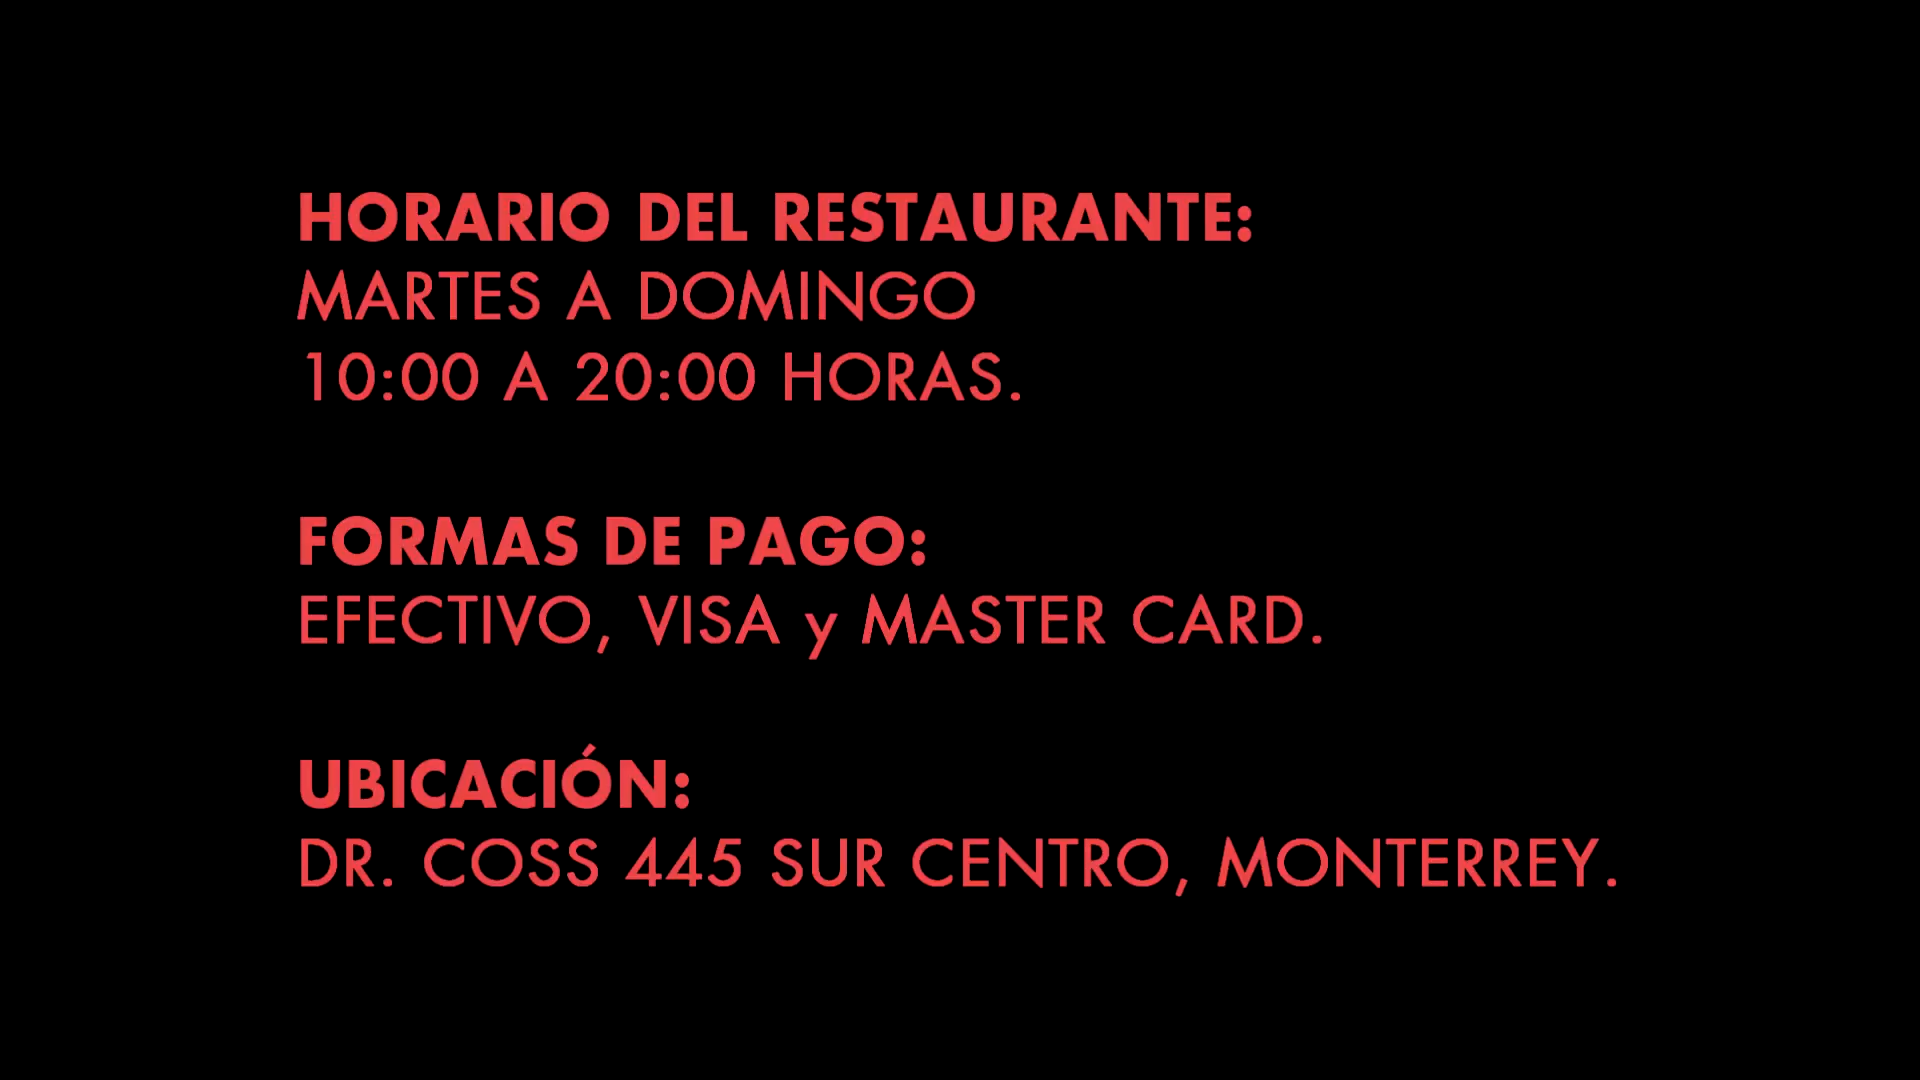 HORARIO DEL RESTAURANTE:
MARTES A DOMINGO
10:00 A 20:00 HORAS.
FORMAS DE PAGO:
EFECTIVO, VISA y MASTER CARD.
UBICACIÓN:
DR. COSS 445 SUR CENTRO, MONTERREY.